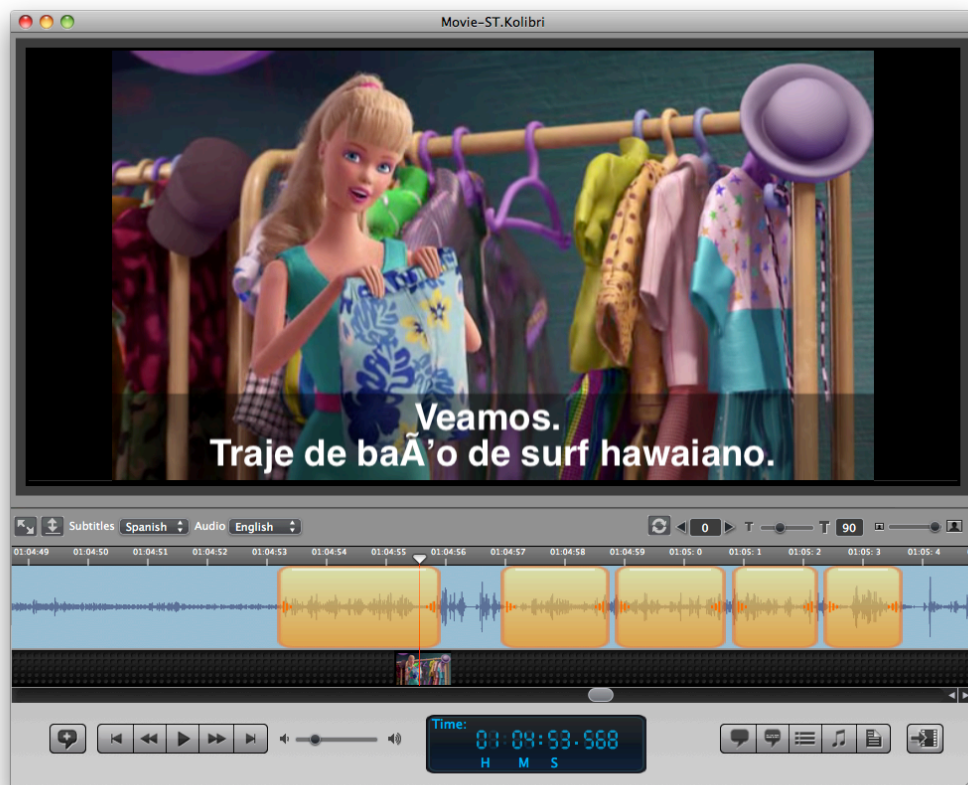 Movie-ST.Kolibri
Veamos.
Traje de baÃ’o de surf hawaiano.
Subtitles Spanish Audio English 0 T T 90
01:04:49 01:04:50 01:04:51 01:04:52 01:04:53 01:04:54 01:04:55 01:04:56 01:04:57 01:04:58 01:04:59 01:05: 0 01:05: 1 01:05: 2 01:05: 3 01:05: 4
Time:
01:04:53.568
H M S